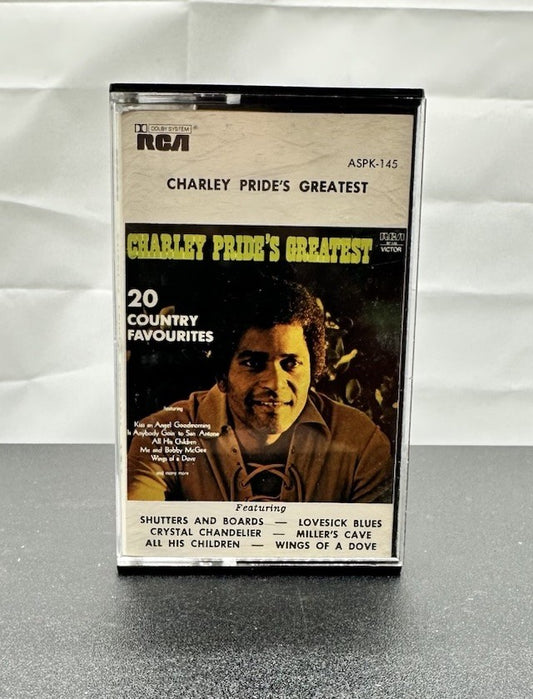 DOLBY SYSTEM
RCA
ASPK-145
CHARLEY PRIDE'S GREATEST
CHARLEY PRIDE'S GREATEST
RCA
VICTOR
20
COUNTRY
FAVOURITES
featuring
Kiss an Angel Goodmorning
Is Anybody Goin to San Antone
All His Children
Me and Bobby McGee
Wings of a Dove
and many more
Featuring
SHUTTERS AND BOARDS — LOVESICK BLUES
CRYSTAL CHANDELIER — MILLER'S CAVE
ALL HIS CHILDREN — WINGS OF A DOVE